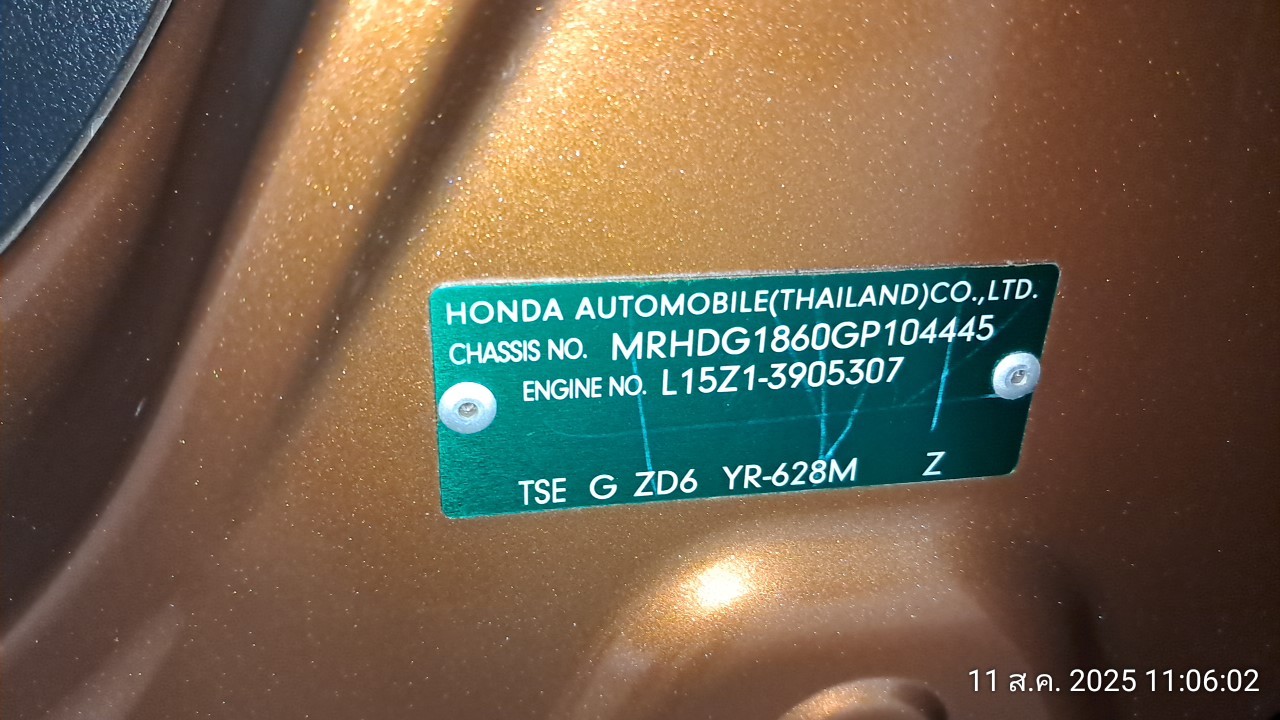 HONDA AUTOMOBILE(THAILAND)CO.,LTD.
CHASSIS NO. MRHDG1860GP104445
ENGINE NO. L15Z1-3905307
TSE G ZD6 YR-628M Z
11 ส.ค. 2025 11:06:02